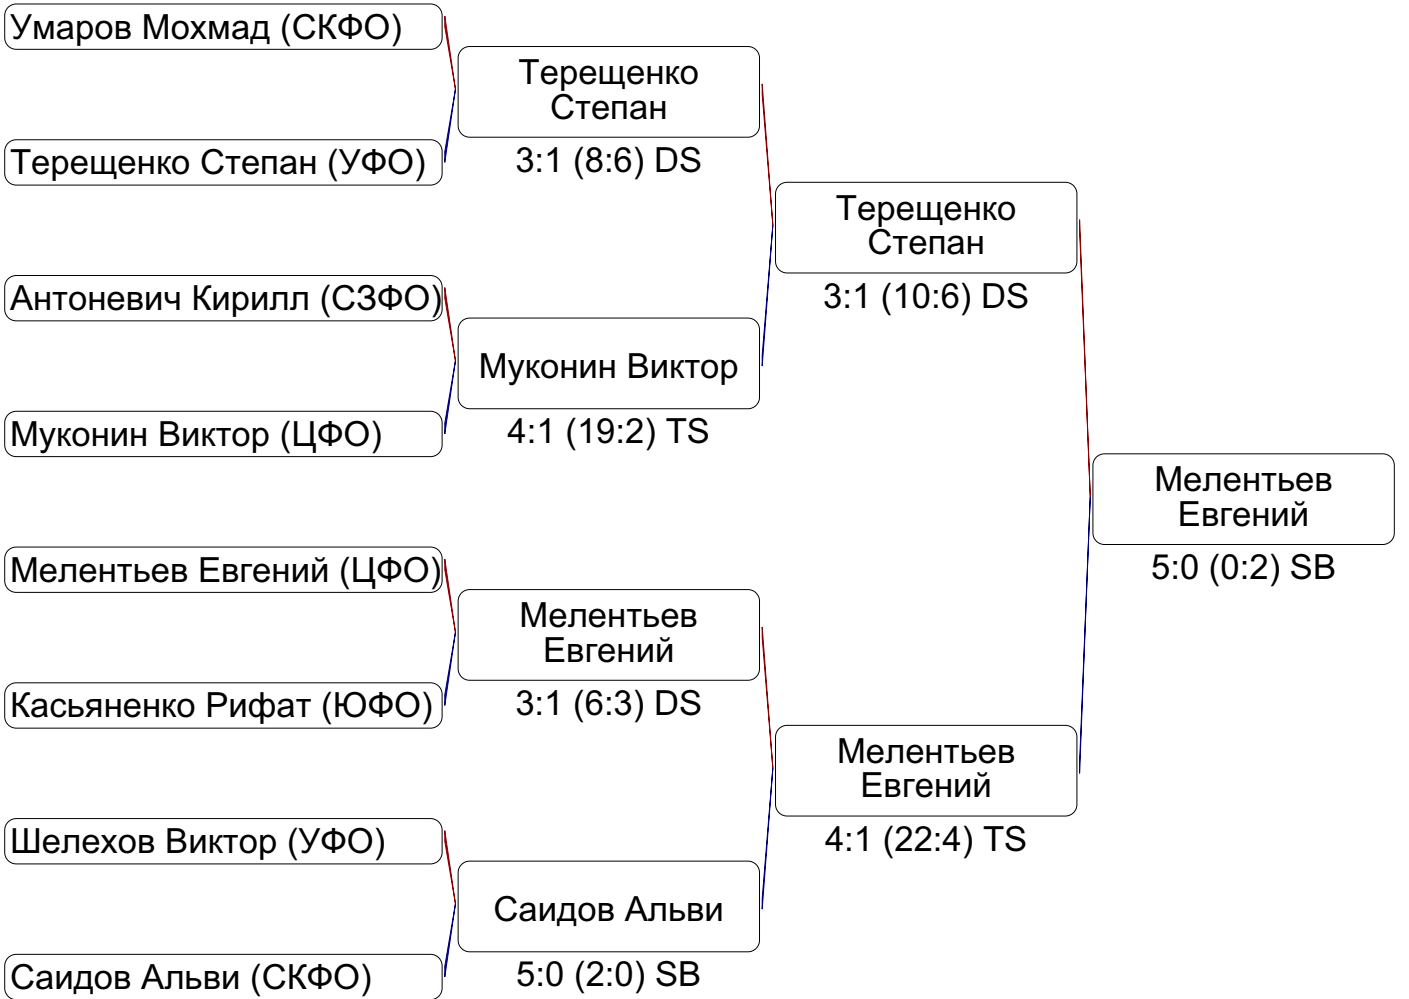 Умаров Мохмад (СКФО)
Терещенко Степан (УФО)
Антоневич Кирилл (СЗФО)
Муконин Виктор (ЦФО)
Мелентьев Евгений (ЦФО)
Касьяненко Рифат (ЮФО)
Шелехов Виктор (УФО)
Саидов Альви (СКФО)
Терещенко
Степан
3:1 (8:6) DS
Муконин Виктор
4:1 (19:2) TS
Мелентьев
Евгений
3:1 (6:3) DS
Саидов Альви
5:0 (2:0) SB
Терещенко
Степан
3:1 (10:6) DS
Мелентьев
Евгений
4:1 (22:4) TS
Мелентьев
Евгений
5:0 (0:2) SB